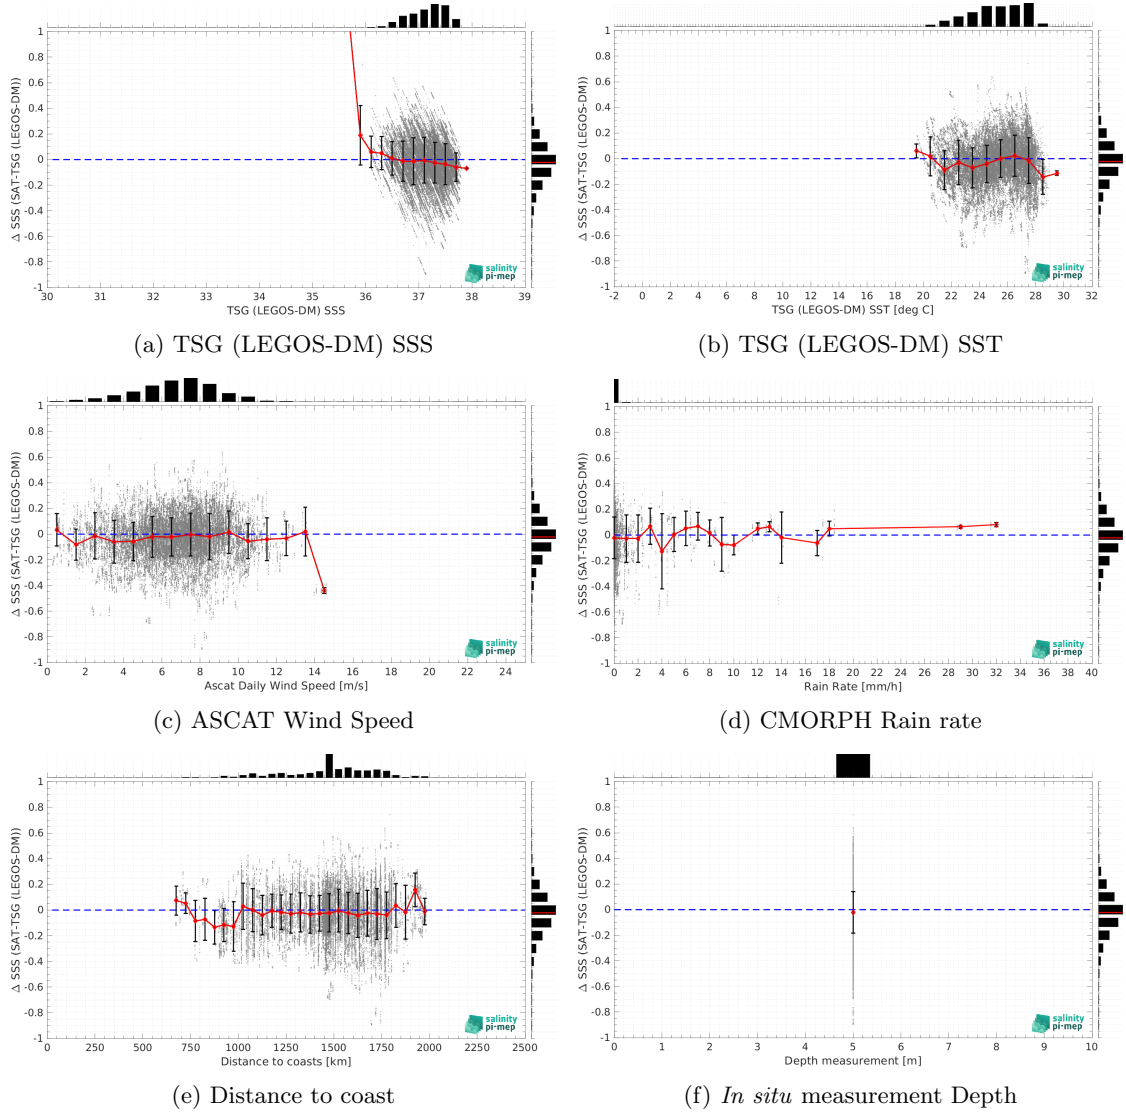 1
0.8
0.6
0.4
0.2
0
-0.2
-0.4
-0.6
-0.8
-1
Δ SSS (SAT-TSG (LEGOS-DM))
30 31 32 33 34 35 36 37 38 39
TSG (LEGOS-DM) SSS
salinity
pi-mep
(a) TSG (LEGOS-DM) SSS
1
0.8
0.6
0.4
0.2
0
-0.2
-0.4
-0.6
-0.8
-1
Δ SSS (SAT-TSG (LEGOS-DM))
-2 0 2 4 6 8 10 12 14 16 18 20 22 24 26 28 30 32
TSG (LEGOS-DM) SST [deg C]
salinity
pi-mep
(b) TSG (LEGOS-DM) SST
1
0.8
0.6
0.4
0.2
0
-0.2
-0.4
-0.6
-0.8
-1
Δ SSS (SAT-TSG (LEGOS-DM))
0 2 4 6 8 10 12 14 16 18 20 22 24
Ascat Daily Wind Speed [m/s]
salinity
pi-mep
(c) ASCAT Wind Speed
1
0.8
0.6
0.4
0.2
0
-0.2
-0.4
-0.6
-0.8
-1
Δ SSS (SAT-TSG (LEGOS-DM))
0 2 4 6 8 10 12 14 16 18 20 22 24 26 28 30 32 34 36 38 40
Rain Rate [mm/h]
salinity
pi-mep
(d) CMORPH Rain rate
1
0.8
0.6
0.4
0.2
0
-0.2
-0.4
-0.6
-0.8
-1
Δ SSS (SAT-TSG (LEGOS-DM))
0 250 500 750 1000 1250 1500 1750 2000 2250 2500
Distance to coasts [km]
salinity
pi-mep
(e) Distance to coast
1
0.8
0.6
0.4
0.2
0
-0.2
-0.4
-0.6
-0.8
-1
Δ SSS (SAT-TSG (LEGOS-DM))
0 1 2 3 4 5 6 7 8 9 10
Depth measurement [m]
salinity
pi-mep
(f) In situ measurement Depth